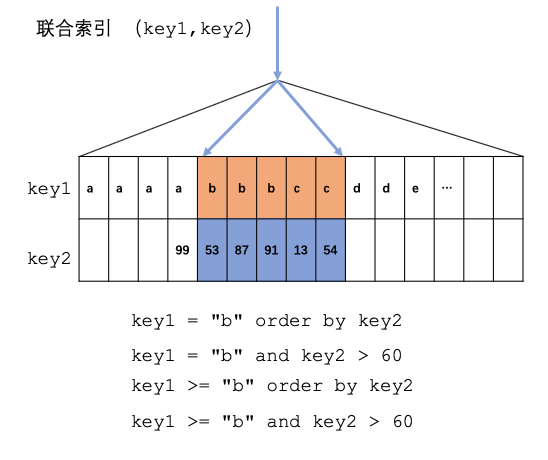 联合索引 (key1,key2)
key1 a a a a b b b c c d d e ...
key2 99 53 87 91 13 54
key1 = "b" order by key2
key1 = "b" and key2 > 60
key1 >= "b" order by key2
key1 >= "b" and key2 > 60